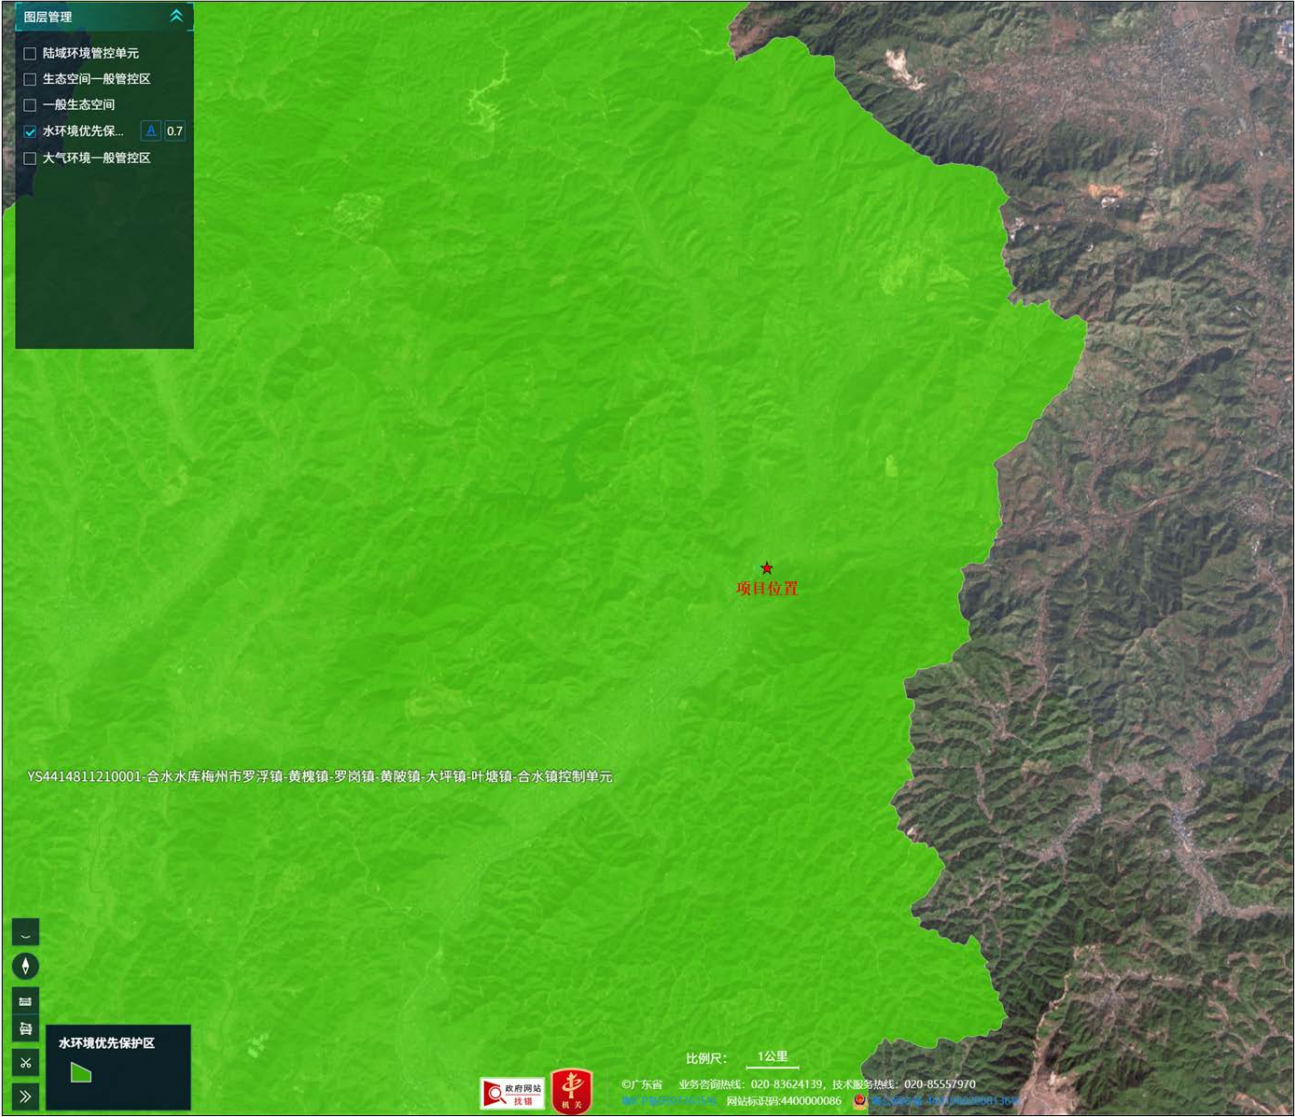 图层管理
陆域环境管控单元
生态空间一般管控区
一般生态空间
水环境优先保... 0.7
大气环境一般管控区
项目位置
YS4414811210001-合水水库梅州市罗浮镇-黄槐镇-罗岗镇-黄陂镇-大坪镇-叶塘镇-合水镇控制单元
水环境优先保护区
比例尺： 1公里
政府网站
找错
机关
©广东省 业务咨询热线：020-83624139，技术服务热线：020-85557970
网站标识码:4400000086